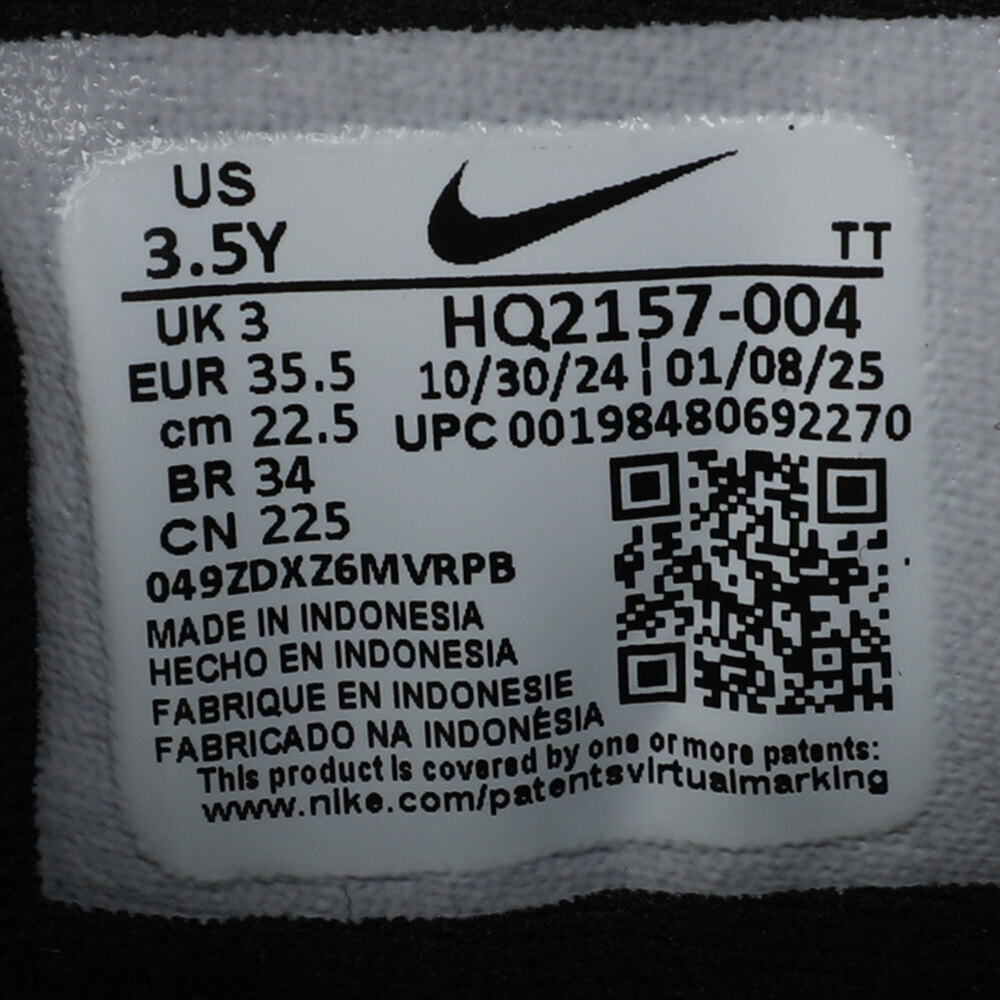 US
3.5Y
TT
UK 3
HQ2157-004
EUR 35.5
10/30/24 ¦ 01/08/25
cm 22.5
UPC 00198480692270
BR 34
CN 225
049ZDXZ6MVRPB
MADE IN INDONESIA
HECHO EN INDONESIA
FABRIQUE EN INDONESIE
FABRICADO NA INDONÉSIA
This product is covered by one or more patents:
www.nike.com/patentsvirtualmarking